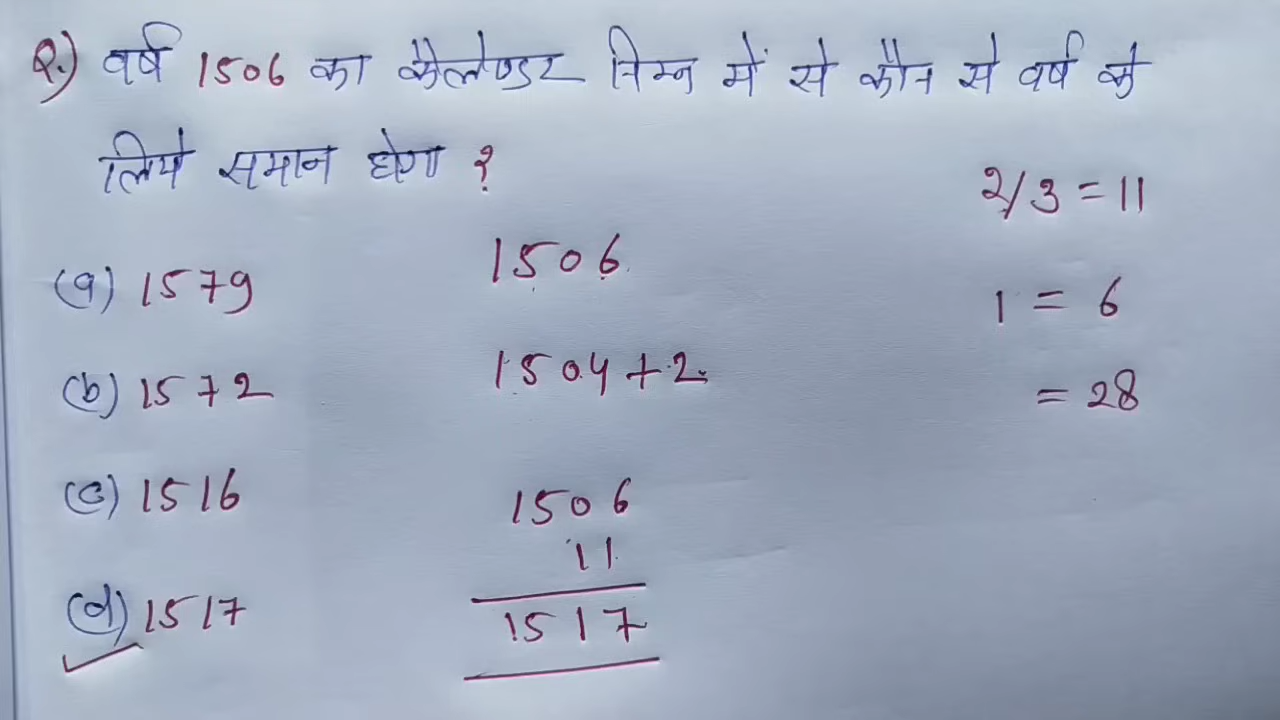 Q.) वर्ष 1506 का कैलेण्डर निम्न में से कौन से वर्ष के
लिये समान होगा ?
(a) 1579
(b) 1572
(c) 1516
(d) 1517
1506
1504+2
1506
11
1517
2/3 = 11
1 = 6
= 28